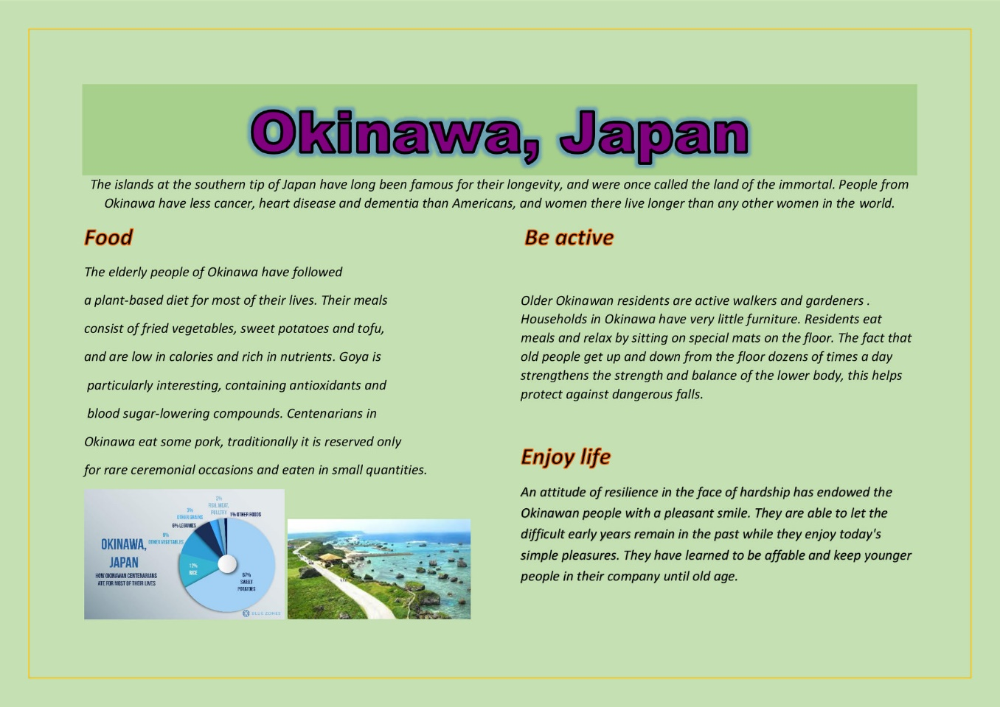 Okinawa, Japan
The islands at the southern tip of Japan have long been famous for their longevity, and were once called the land of the immortal. People from
Okinawa have less cancer, heart disease and dementia than Americans, and women there live longer than any other women in the world.
Food
The elderly people of Okinawa have followed
a plant-based diet for most of their lives. Their meals
consist of fried vegetables, sweet potatoes and tofu,
and are low in calories and rich in nutrients. Goya is
particularly interesting, containing antioxidants and
blood sugar-lowering compounds. Centenarians in
Okinawa eat some pork, traditionally it is reserved only
for rare ceremonial occasions and eaten in small quantities.
OKINAWA,
JAPAN
HOW OKINAWAN CENTENARIANS
ATE FOR MOST OF THEIR LIVES
2%
FISH, MEAT,
POULTRY
1% OTHER FOODS
3%
OTHER GRAINS
6% LEGUMES
9%
OTHER VEGETABLES
12%
RICE
67%
SWEET
POTATOES
BLUE ZONES
Be active
Older Okinawan residents are active walkers and gardeners .
Households in Okinawa have very little furniture. Residents eat
meals and relax by sitting on special mats on the floor. The fact that
old people get up and down from the floor dozens of times a day
strengthens the strength and balance of the lower body, this helps
protect against dangerous falls.
Enjoy life
An attitude of resilience in the face of hardship has endowed the
Okinawan people with a pleasant smile. They are able to let the
difficult early years remain in the past while they enjoy today's
simple pleasures. They have learned to be affable and keep younger
people in their company until old age.